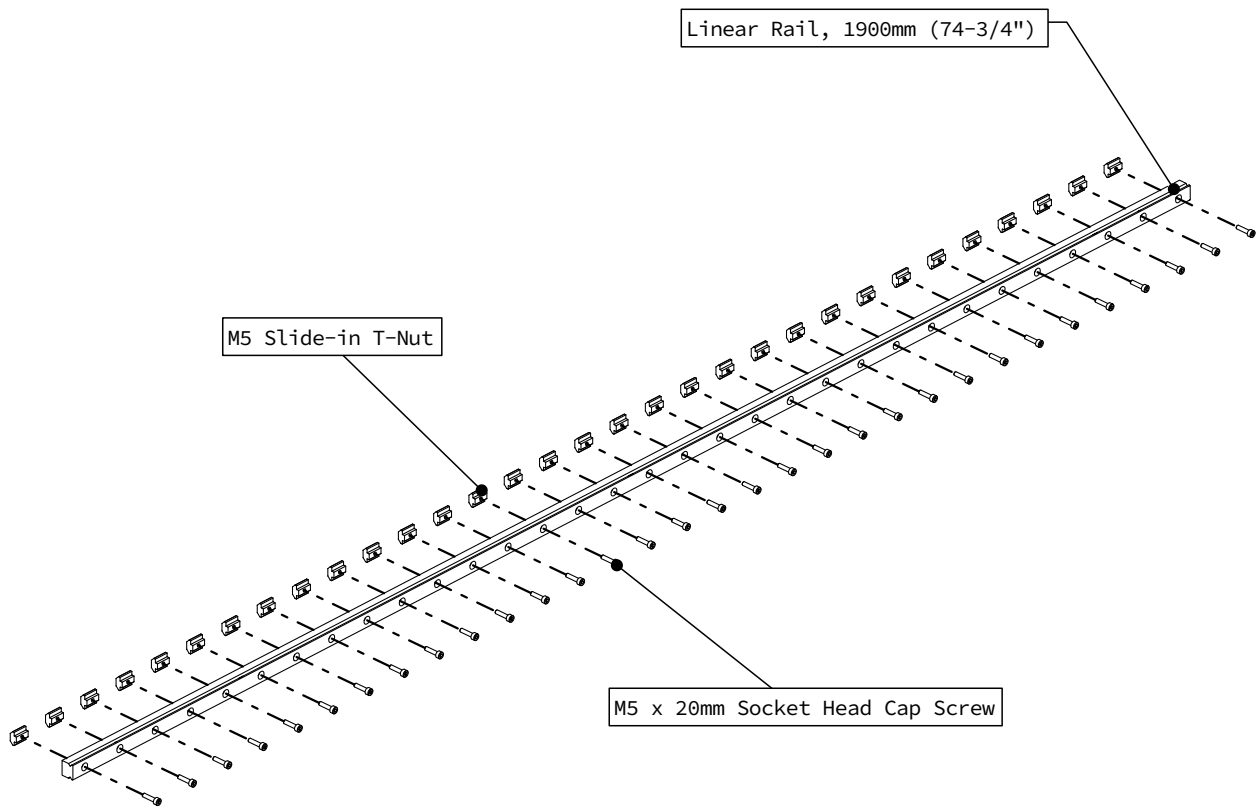 Linear Rail, 1900mm (74-3/4")
M5 Slide-in T-Nut
M5 x 20mm Socket Head Cap Screw